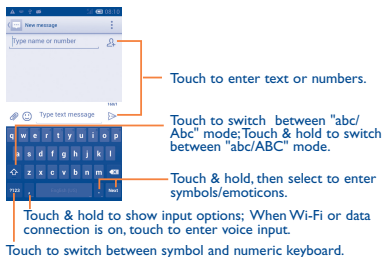 08:10
New message
Type name or number
Touch to enter text or numbers.
TEXT
Type text message
Touch to switch between "abc/
Abc" mode; Touch & hold to switch
between "abc/ABC" mode.
q w e r t y u i o p
a s d f g h j k l
z x c v b n m
Touch & hold, then select to enter
symbols/emoticons.
?123 Next
Touch & hold to show input options; When Wi-Fi or data
connection is on, touch to enter voice input.
Touch to switch between symbol and numeric keyboard.